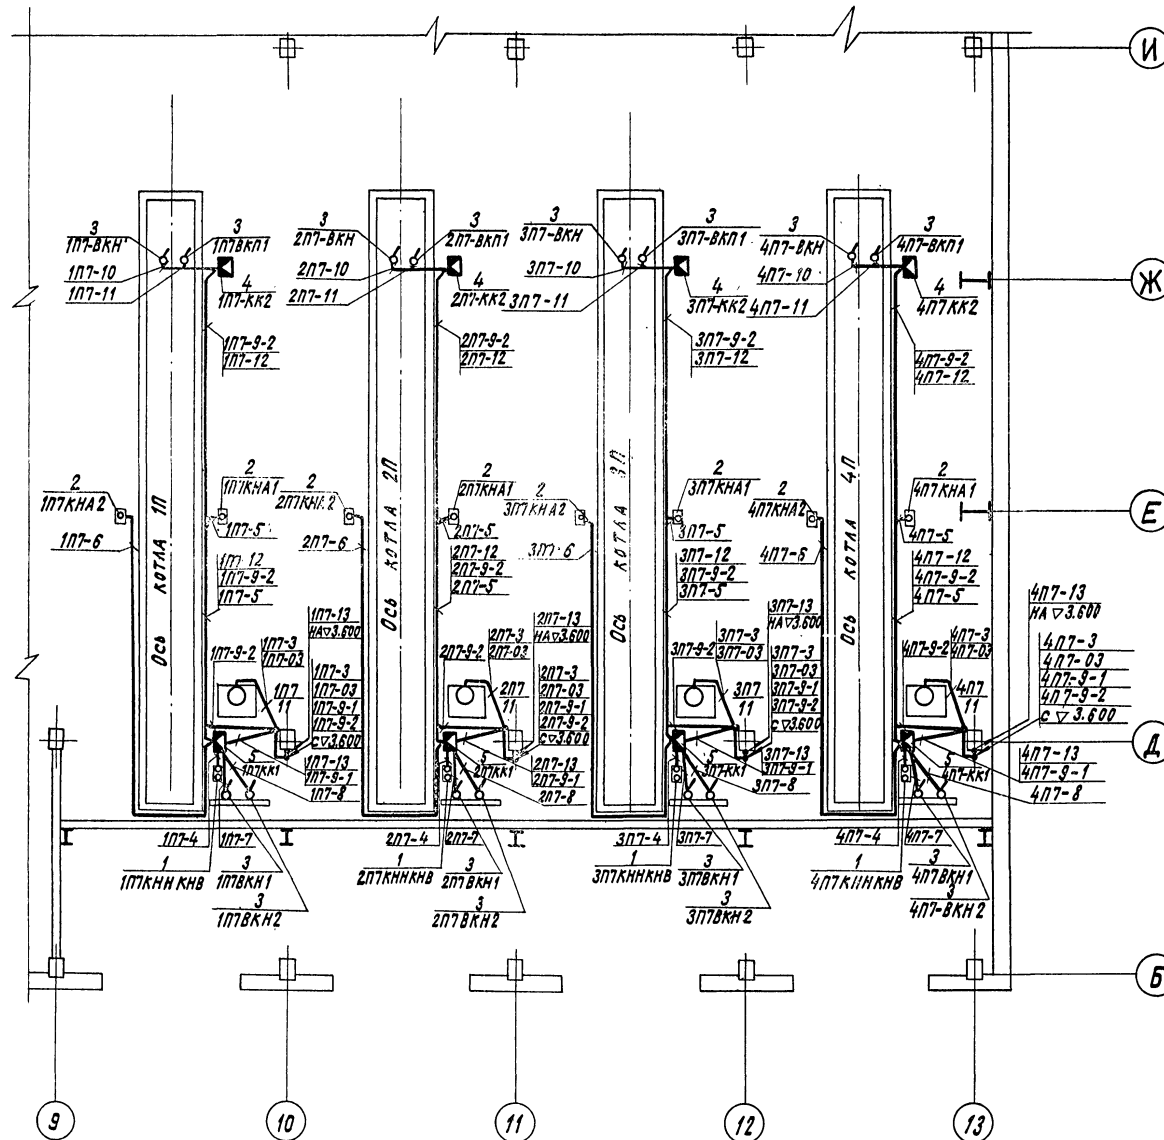 И
3
1П7-ВКН
3
1П7ВКП1
1П7-10
1П7-11
4
1П7-КК2
1П7-9-2
1П7-12
3
2П7-ВКН
3
2П7-ВКП1
2П7-10
2П7-11
4
2П7-КК2
2П7-9-2
2П7-12
3
3П7-ВКН
3
3П7-ВКП1
3П7-10
3П7-11
4
3П7-КК2
3П7-9-2
3П7-12
3
4П7-ВКН
3
4П7-ВКП1
4П7-10
4П7-11
4
4П7КК2
4П7-9-2
4П7-12
Ж
2
1П7КНА2
1П7-6
Ось котла 1П
2
1П7КНА1
1П7-5
1П7-12
1П7-9-2
1П7-5
2
2П7КНА2
2П7-6
Ось котла 2П
2
2П7КНА1
2П7-5
2П7-12
2П7-9-2
2П7-5
2
3П7КНА2
3П7-6
Ось котла 3П
2
3П7КНА1
3П7-5
3П7-12
3П7-9-2
3П7-5
2
4П7КНА2
4П7-6
Ось котла 4П
2
4П7КНА1
4П7-5
4П7-12
4П7-9-2
4П7-5
Е
1П7-9-2
1П7-3
1П7-03
1П7
11
1П7-13
НА▽3.600
1П7-3
1П7-03
1П7-9-1
1П7-9-2
С▽3.600
5
1П7КК1
1П7-13
1П7-9-1
1П7-8
2П7-9-2
2П7-3
2П7-03
2П7
11
2П7-13
НА▽3.600
2П7-3
2П7-03
2П7-9-1
2П7-9-2
С▽3.600
5
2П7КК1
2П7-13
2П7-9-1
2П7-8
3П7-9-2
3П7-3
3П7-03
3П7
11
3П7-13
НА▽3.600
3П7-3
3П7-03
3П7-9-1
3П7-9-2
С▽3.600
5
3П7-КК1
3П7-13
3П7-9-1
3П7-8
4П7-9-2
4П7-3
4П7-03
4П7
11
4П7-13
НА ▽3.600
4П7-3
4П7-03
4П7-9-1
4П7-9-2
С ▽ 3.600
5
4П7-КК1
4П7-13
4П7-9-1
4П7-8
Д
1П7-4
1П7-7
1
1П7КНН КНВ
3
1П7ВКН1
3
1П7ВКН2
2П7-4
2П7-7
1
2П7КННКНВ
3
2П7ВКН1
3
2П7ВКН2
3П7-4
3П7-7
1
3П7КННКНВ
3
3П7ВКН1
3
3П7ВКН2
4П7-4
4П7-7
1
4П7КННКНВ
3
4П7ВКН1
3
4П7-ВКН2
Б
9
10
11
12
13